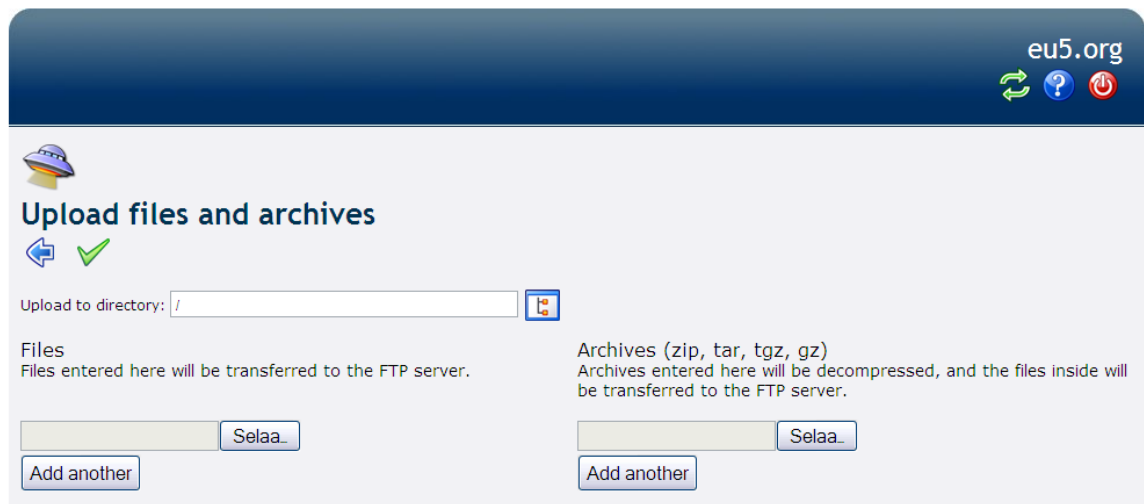 eu5.org
Upload files and archives
Upload to directory: /
Files
Files entered here will be transferred to the FTP server.
Selaa...
Add another
Archives (zip, tar, tgz, gz)
Archives entered here will be decompressed, and the files inside will
be transferred to the FTP server.
Selaa...
Add another